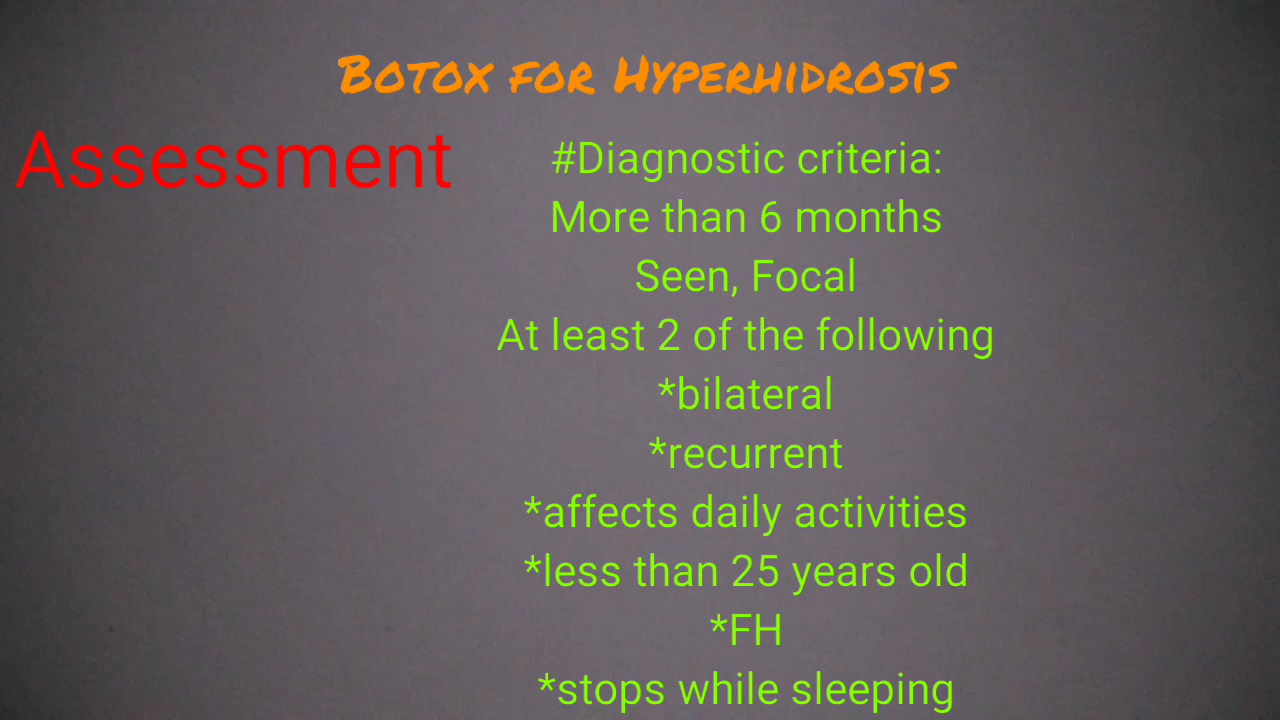 Botox for Hyperhidrosis
Assessment
#Diagnostic criteria:
More than 6 months
Seen, Focal
At least 2 of the following
*bilateral
*recurrent
*affects daily activities
*less than 25 years old
*FH
*stops while sleeping